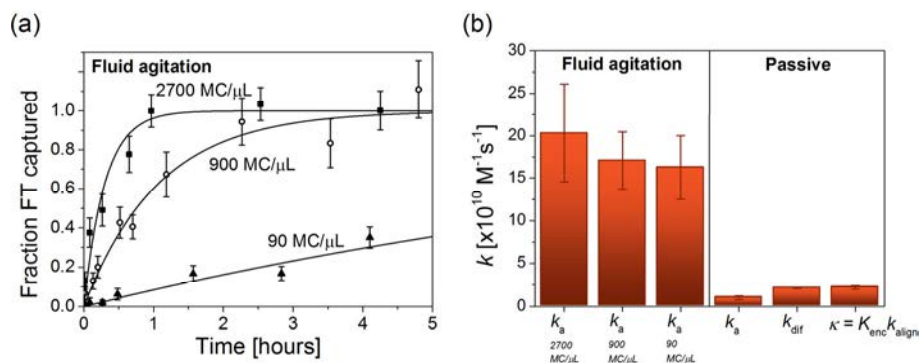 (a)
Fluid agitation
2700 MC/μL
900 MC/μL
90 MC/μL
Fraction FT captured
1.0
0.8
0.6
0.4
0.2
0.0
0 1 2 3 4 5
Time [hours]
(b)
Fluid agitation Passive
k [x10¹⁰ M⁻¹s⁻¹]
30
25
20
15
10
5
0
kₐ kₐ kₐ kₐ k_dif κ = K_enc k_align
2700 900 90
MC/μL MC/μL MC/μL